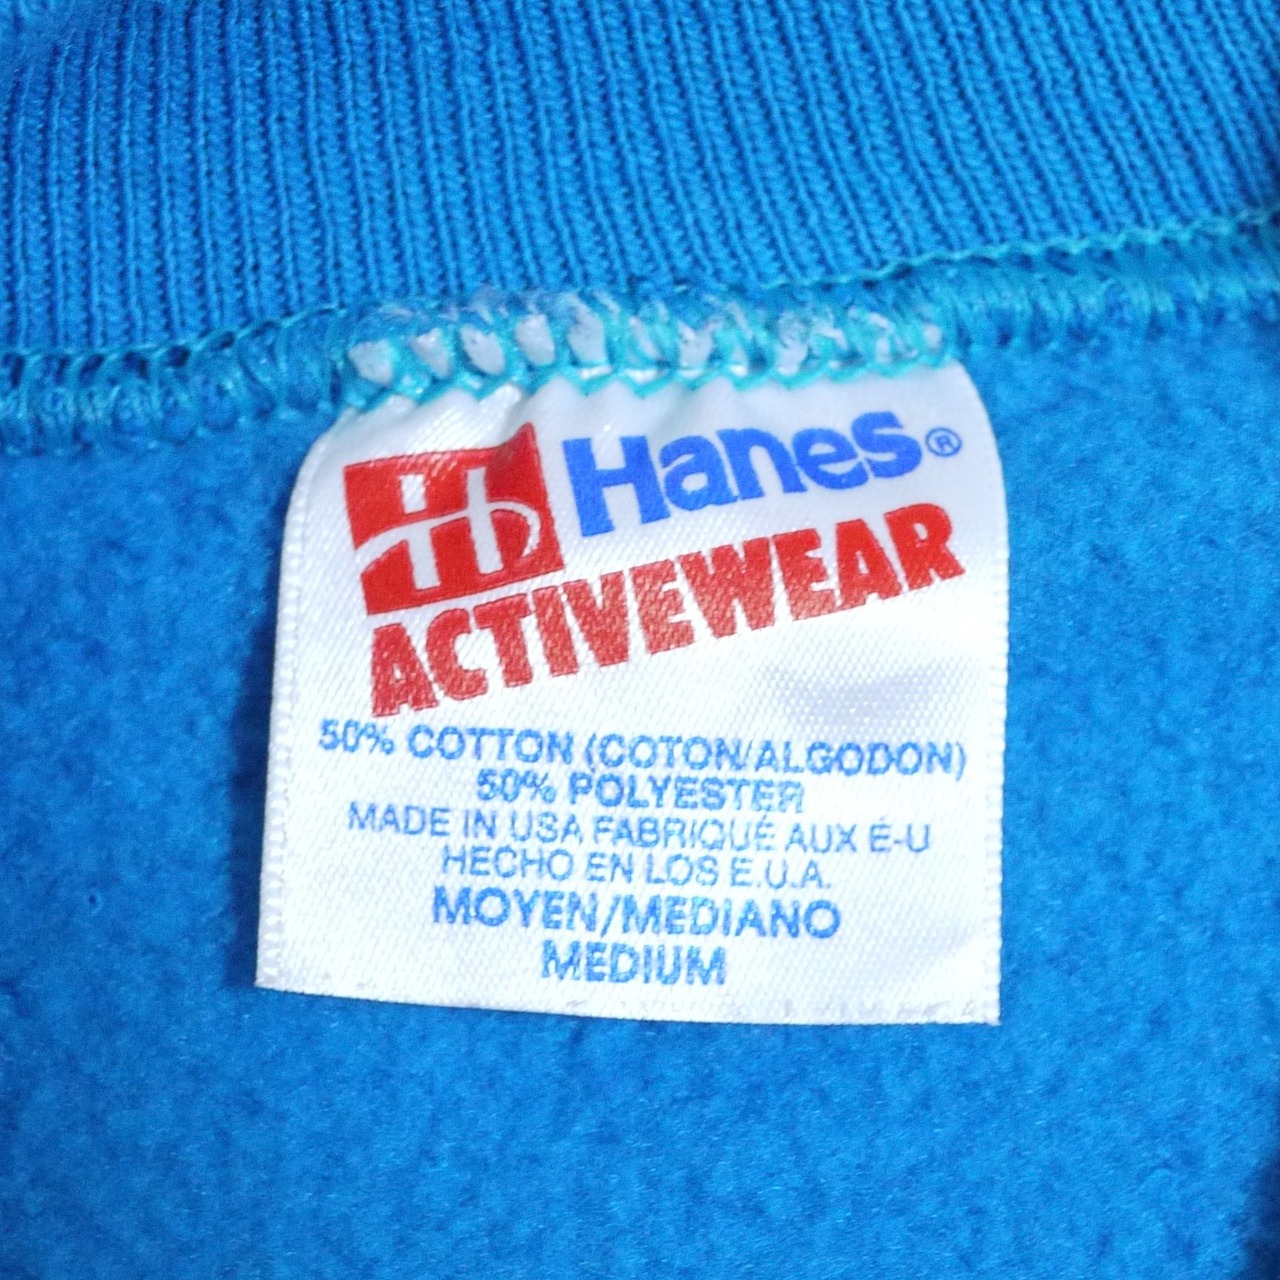 Hanes®
ACTIVEWEAR
50% COTTON (COTON/ALGODON)
50% POLYESTER
MADE IN USA FABRIQUÉ AUX É-U
HECHO EN LOS E.U.A.
MOYEN/MEDIANO
MEDIUM